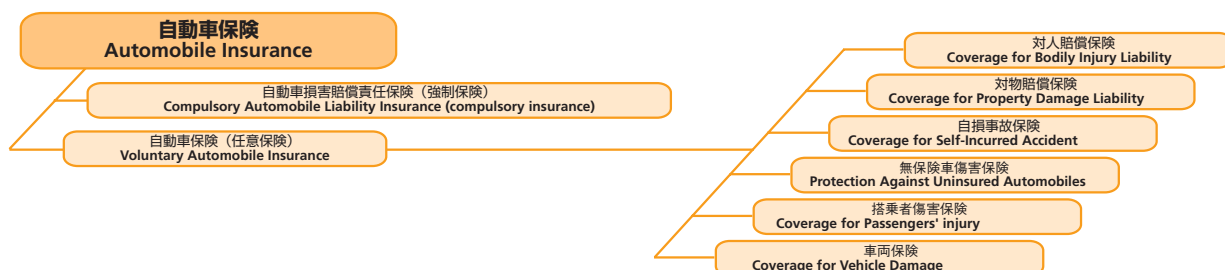 自動車保険
Automobile Insurance
自動車損害賠償責任保険（強制保険）
Compulsory Automobile Liability Insurance (compulsory insurance)
自動車保険（任意保険）
Voluntary Automobile Insurance
対人賠償保険
Coverage for Bodily Injury Liability
対物賠償保険
Coverage for Property Damage Liability
自損事故保険
Coverage for Self-Incurred Accident
無保険車傷害保険
Protection Against Uninsured Automobiles
搭乗者傷害保険
Coverage for Passengers' injury
車両保険
Coverage for Vehicle Damage